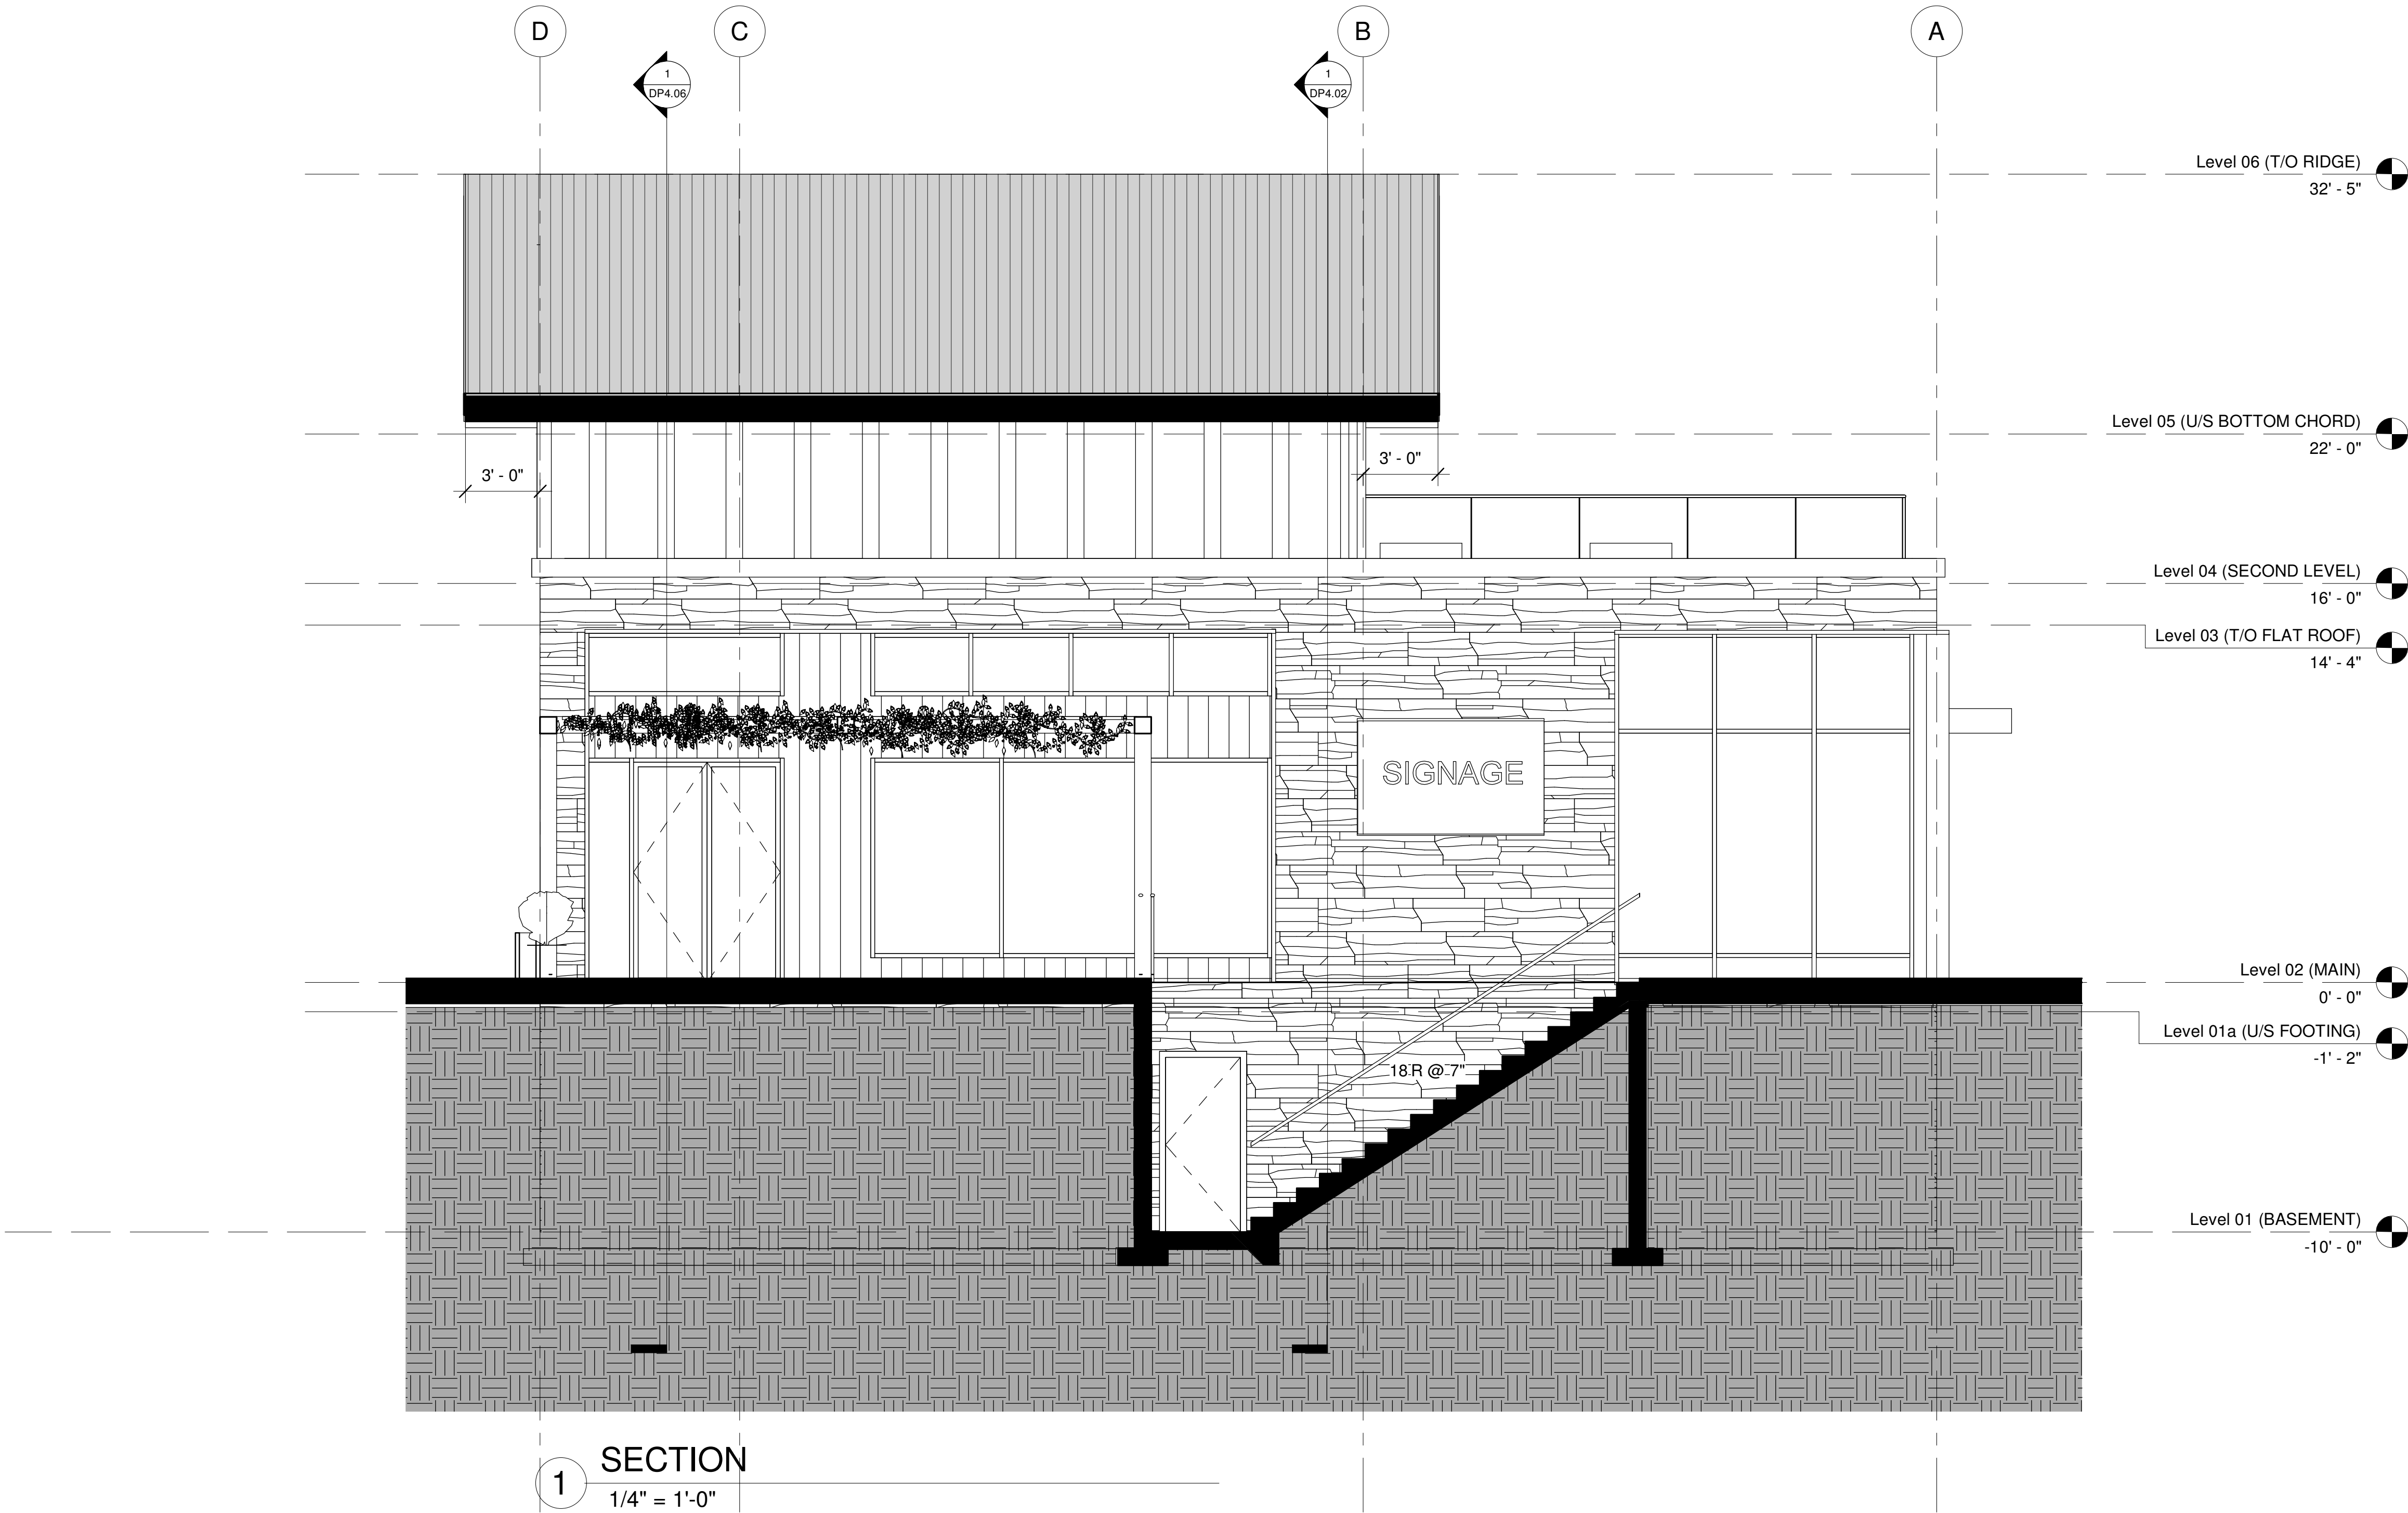 D
C
B
A
1
DP4.06
1
DP4.02
Level 06 (T/O RIDGE)
32' - 5"
Level 05 (U/S BOTTOM CHORD)
22' - 0"
3' - 0"
3' - 0"
Level 04 (SECOND LEVEL)
16' - 0"
Level 03 (T/O FLAT ROOF)
14' - 4"
SIGNAGE
Level 02 (MAIN)
0' - 0"
Level 01a (U/S FOOTING)
-1' - 2"
18 R @ 7"
Level 01 (BASEMENT)
-10' - 0"
1
SECTION
1/4" = 1'-0"